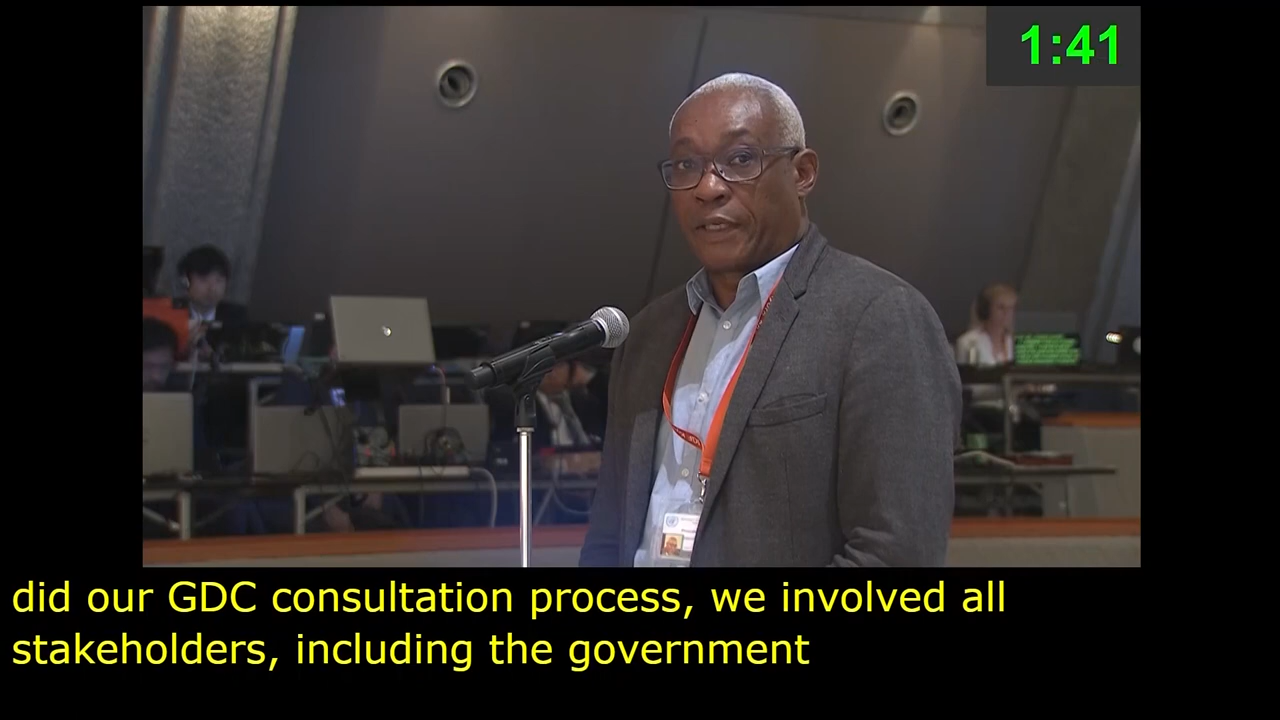 1:41
did our GDC consultation process, we involved all
stakeholders, including the government